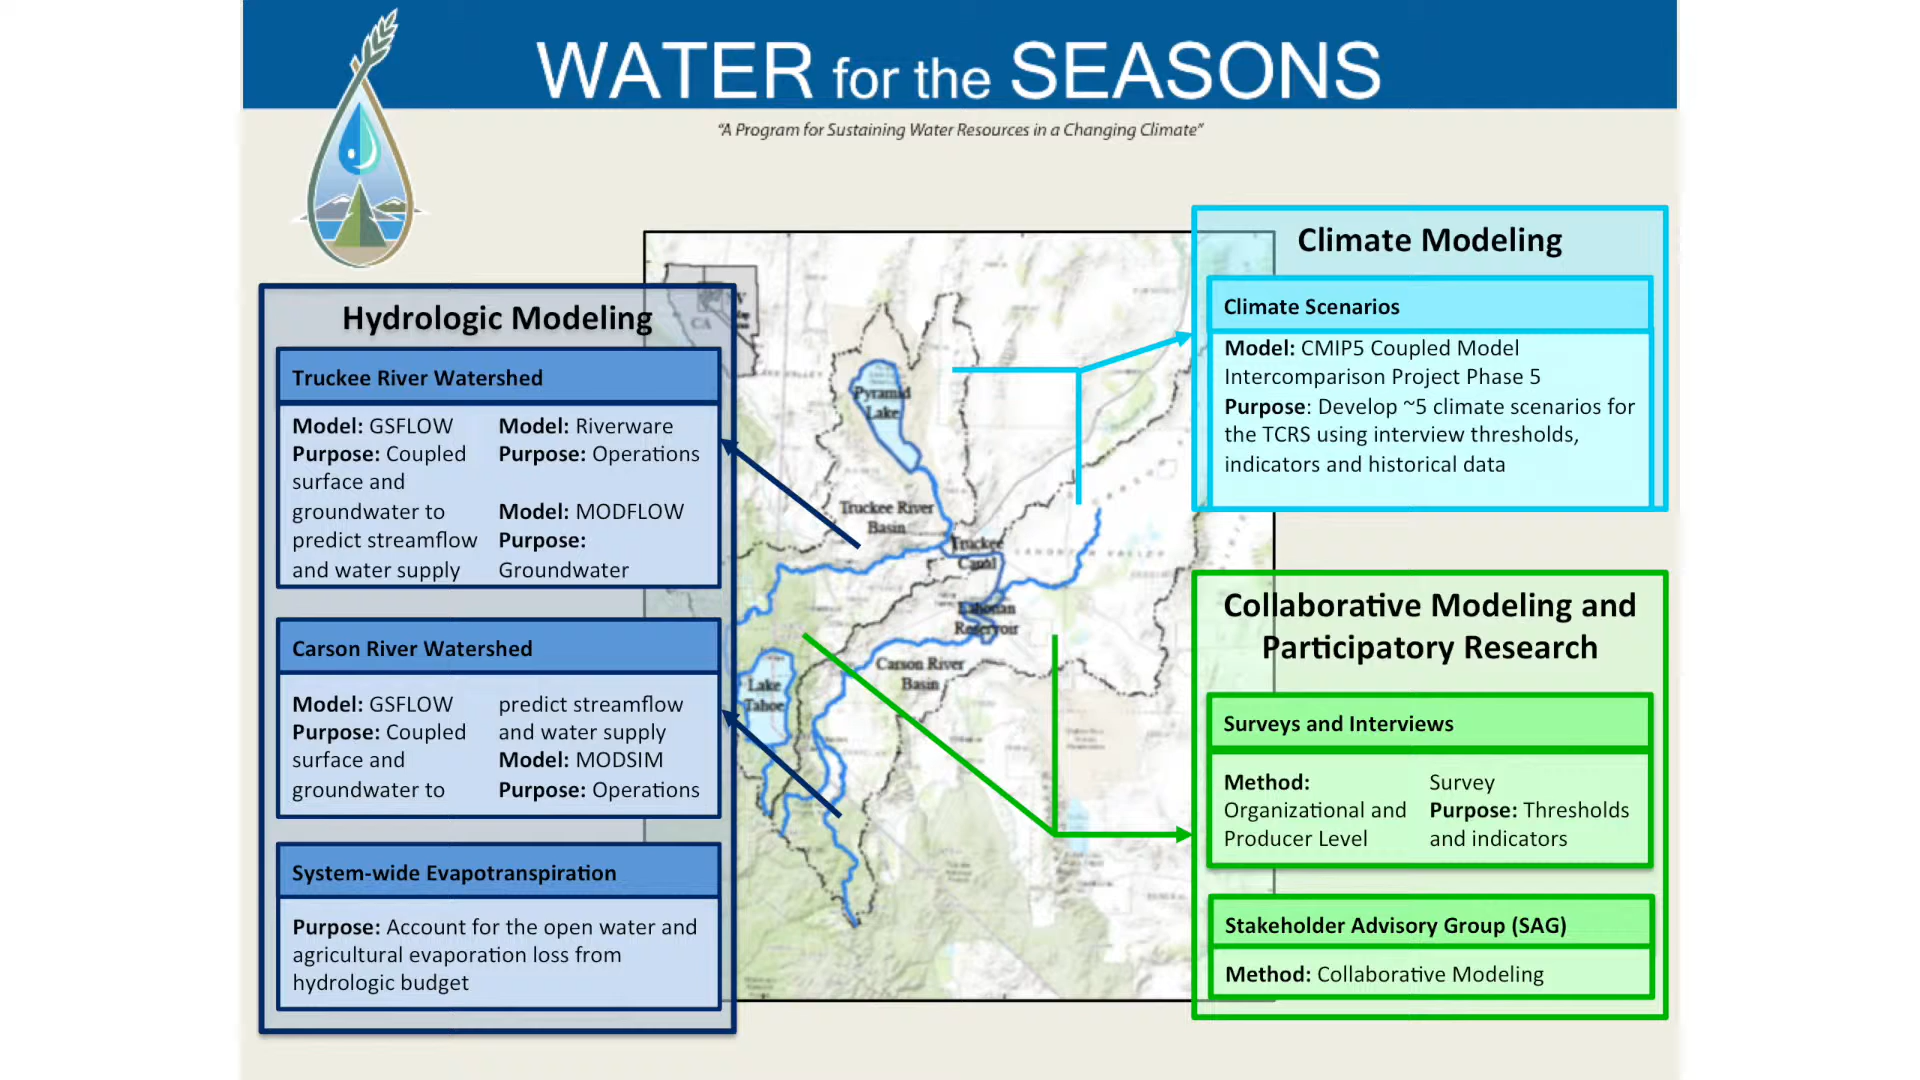 WATER for the SEASONS
“A Program for Sustaining Water Resources in a Changing Climate”
Hydrologic Modeling
Truckee River Watershed
Model: GSFLOW
Purpose: Coupled
surface and
groundwater to
predict streamflow
and water supply
Model: Riverware
Purpose: Operations
Model: MODFLOW
Purpose:
Groundwater
Carson River Watershed
Model: GSFLOW
Purpose: Coupled
surface and
groundwater to
predict streamflow
and water supply
Model: MODSIM
Purpose: Operations
System-wide Evapotranspiration
Purpose: Account for the open water and
agricultural evaporation loss from
hydrologic budget
CA
Pyramid
Lake
Truckee River
Basin
Truckee
Canal
Lahontan
Reservoir
Carson River
Basin
Lake
Tahoe
Climate Modeling
Climate Scenarios
Model: CMIP5 Coupled Model
Intercomparison Project Phase 5
Purpose: Develop ~5 climate scenarios for
the TCRS using interview thresholds,
indicators and historical data
Collaborative Modeling and
Participatory Research
Surveys and Interviews
Method:
Organizational and
Producer Level
Survey
Purpose: Thresholds
and indicators
Stakeholder Advisory Group (SAG)
Method: Collaborative Modeling